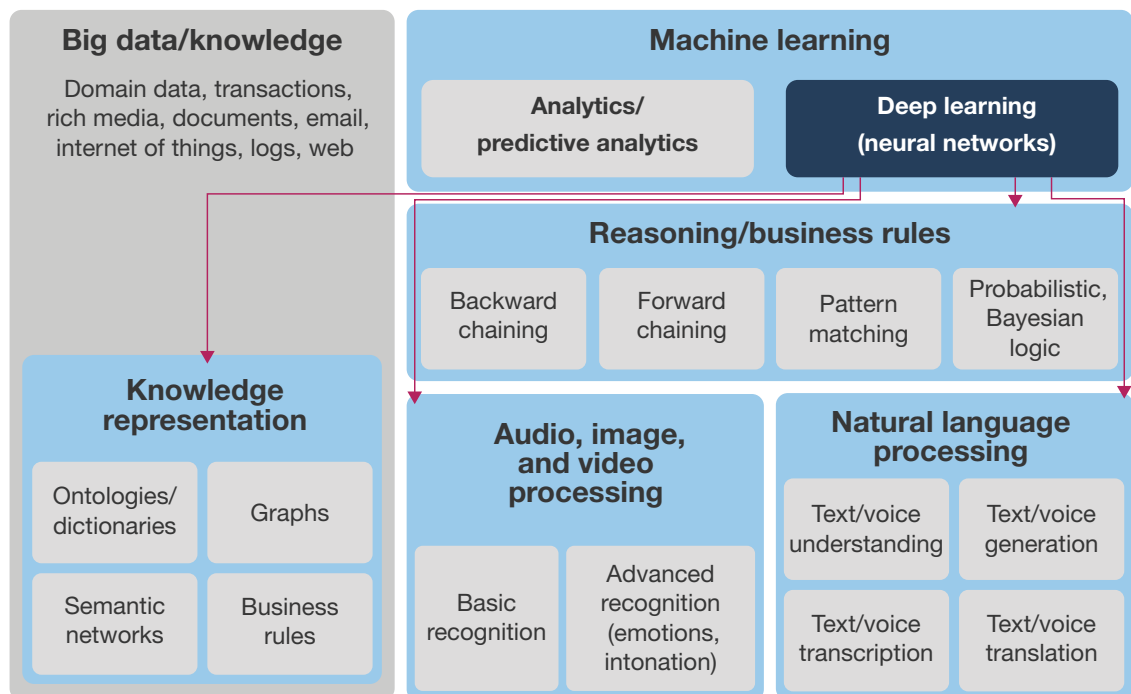 Big data/knowledge
Domain data, transactions,
rich media, documents, email,
internet of things, logs, web
Machine learning
Analytics/
predictive analytics
Deep learning
(neural networks)
Reasoning/business rules
Backward
chaining
Forward
chaining
Pattern
matching
Probabilistic,
Bayesian
logic
Knowledge
representation
Ontologies/
dictionaries
Graphs
Semantic
networks
Business
rules
Audio, image,
and video
processing
Basic
recognition
Advanced
recognition
(emotions,
intonation)
Natural language
processing
Text/voice
understanding
Text/voice
generation
Text/voice
transcription
Text/voice
translation